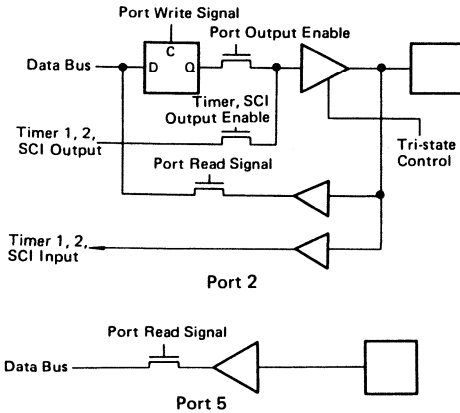 Port Write Signal
Port Output Enable
C
Data Bus
D
Q
Timer, SCI
Output Enable
Timer 1, 2,
SCI Output
Tri-state
Control
Port Read Signal
Timer 1, 2,
SCI Input
Port 2
Port Read Signal
Data Bus
Port 5